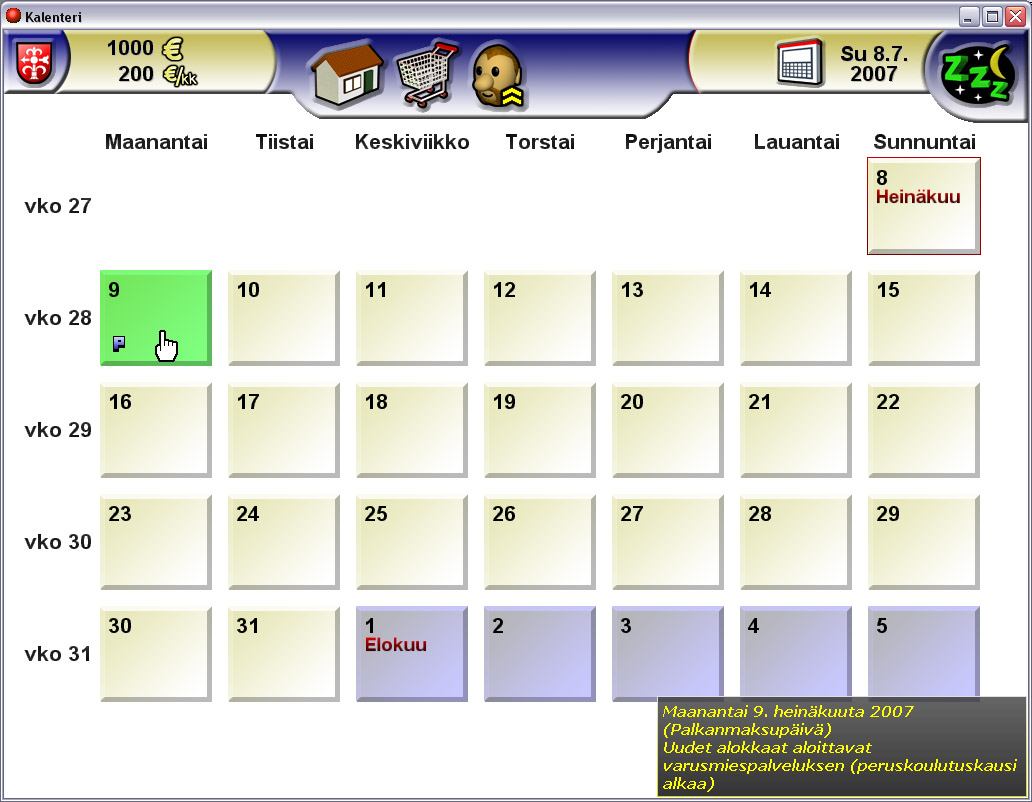 Kalenteri
1000 €
200 €/kk
Su 8.7.
2007
ZZZ
Maanantai Tiistai Keskiviikko Torstai Perjantai Lauantai Sunnuntai
vko 27
8
Heinäkuu
vko 28
9 10 11 12 13 14 15
P
vko 29
16 17 18 19 20 21 22
vko 30
23 24 25 26 27 28 29
vko 31
30 31 1 2 3 4 5
Elokuu
Maanantai 9. heinäkuuta 2007
(Palkanmaksupäivä)
Uudet alokkaat aloittavat
varusmiespalveluksen (peruskoulutuskausi
alkaa)